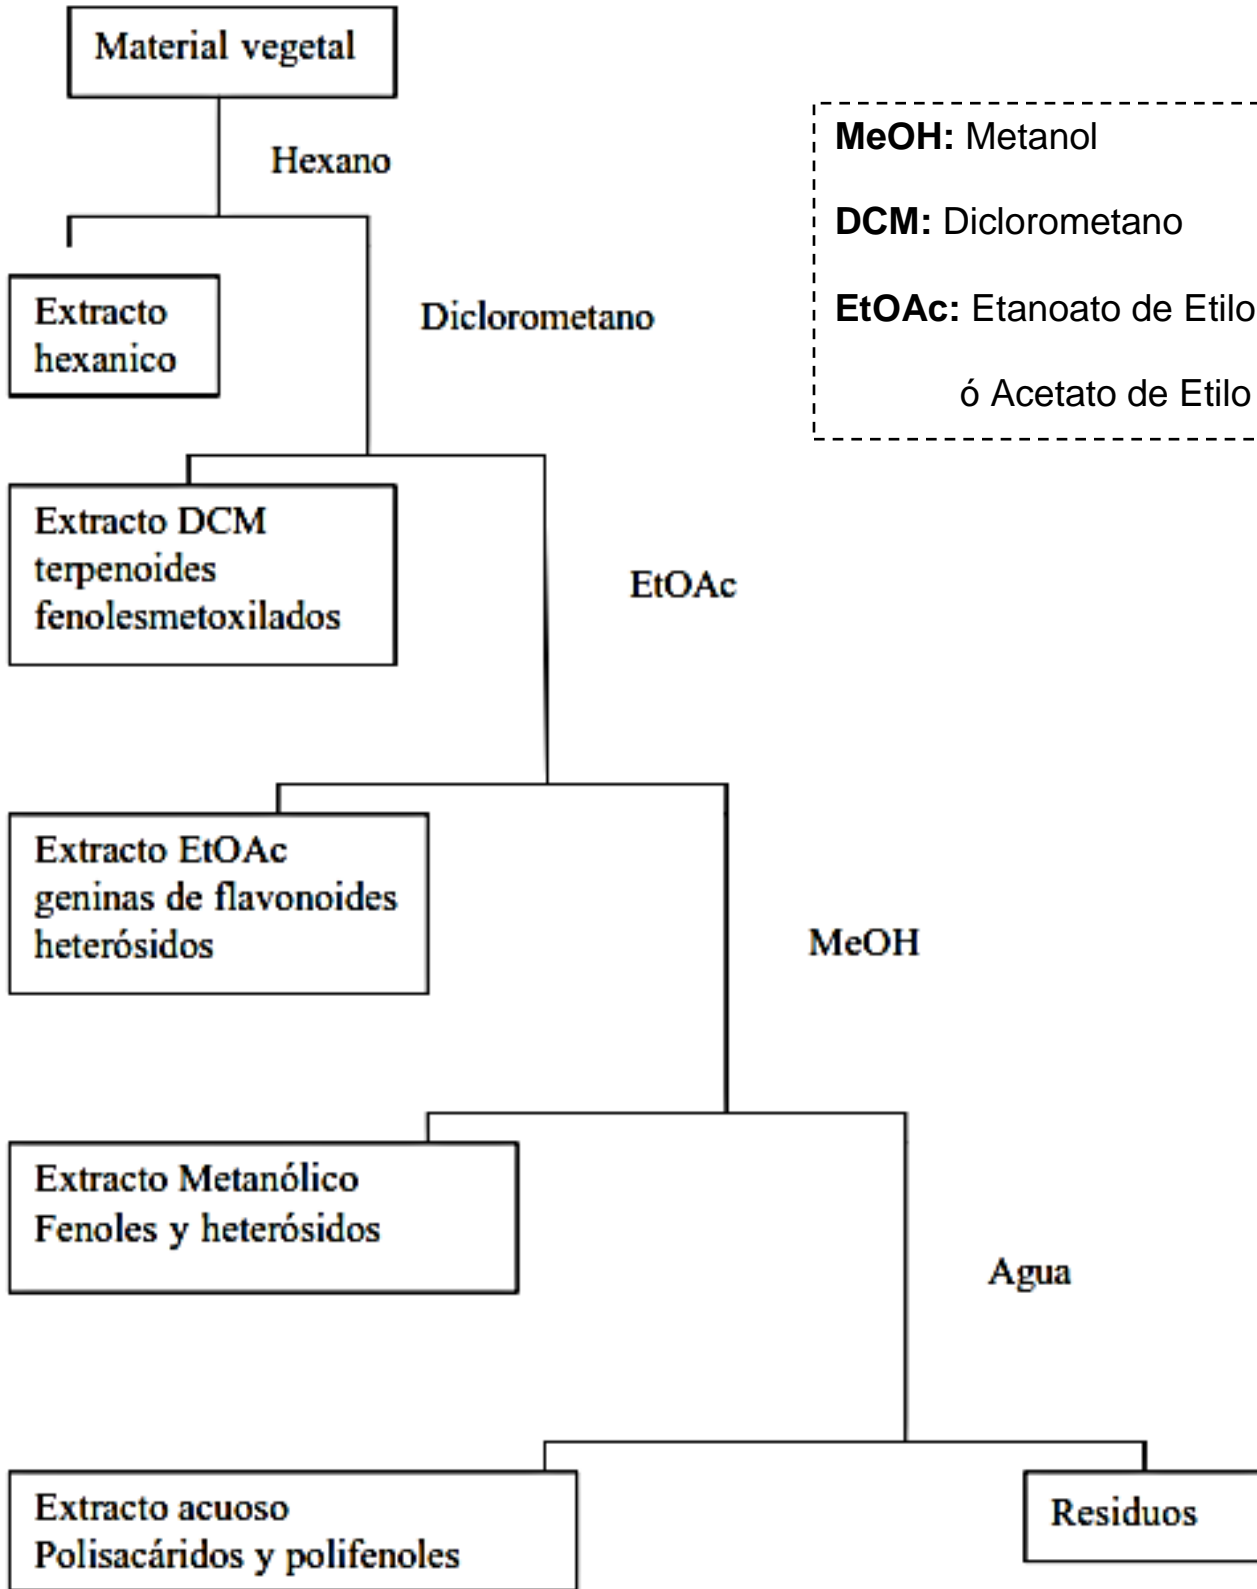 Material vegetal
Hexano
MeOH: Metanol
DCM: Diclorometano
EtOAc: Etanoato de Etilo
ó Acetato de Etilo
Extracto
hexanico
Diclorometano
Extracto DCM
terpenoides
fenolesmetoxilados
EtOAc
Extracto EtOAc
geninas de flavonoides
heterósidos
MeOH
Extracto Metanólico
Fenoles y heterósidos
Agua
Extracto acuoso
Polisacáridos y polifenoles
Residuos